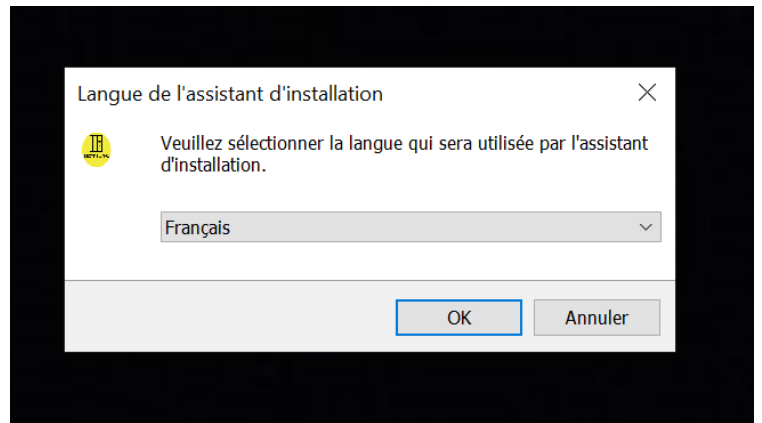 Langue de l'assistant d'installation
Veuillez sélectionner la langue qui sera utilisée par l'assistant
d'installation.
Français
OK
Annuler